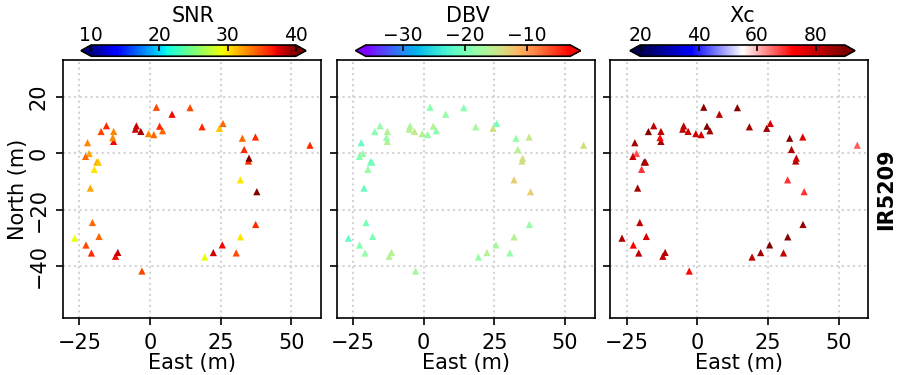 SNR DBV Xc
10 20 30 40 −30 −20 −10 20 40 60 80
20
0
−20
−40
North (m)
IR5209
−25 0 25 50 −25 0 25 50 −25 0 25 50
East (m) East (m) East (m)